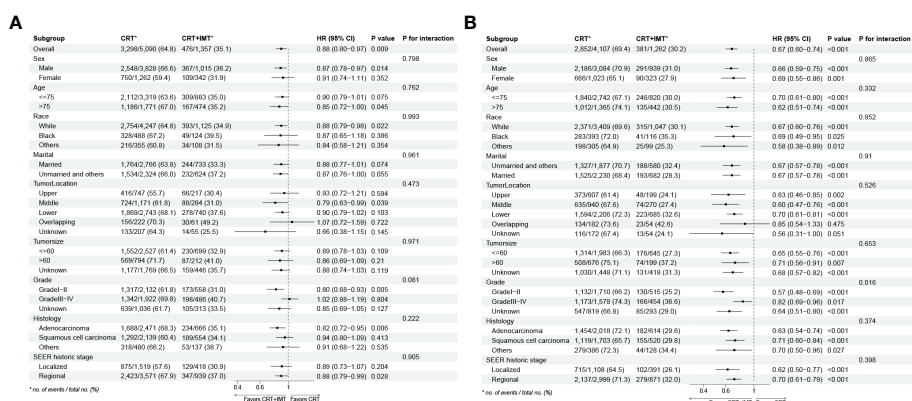 A
Subgroup CRT* CRT+IMT* HR (95% CI) P value P for interaction
Overall 3,298/5,090 (64.8) 476/1,357 (35.1) 0.88 (0.80−0.97) 0.009
Sex 0.798
Male 2,548/3,828 (66.6) 367/1,015 (36.2) 0.87 (0.78−0.97) 0.014
Female 750/1,262 (59.4) 109/342 (31.9) 0.91 (0.74−1.11) 0.352
Age 0.762
<=75 2,112/3,319 (63.6) 309/883 (35.0) 0.90 (0.79−1.01) 0.075
>75 1,186/1,771 (67.0) 167/474 (35.2) 0.85 (0.72−1.00) 0.045
Race 0.993
White 2,754/4,247 (64.8) 393/1,125 (34.9) 0.88 (0.79−0.98) 0.022
Black 328/488 (67.2) 49/124 (39.5) 0.87 (0.65−1.18) 0.386
Others 216/355 (60.8) 34/108 (31.5) 0.84 (0.58−1.21) 0.354
Marital 0.961
Married 1,764/2,766 (63.8) 244/733 (33.3) 0.88 (0.77−1.01) 0.074
Unmarried and others 1,534/2,324 (66.0) 232/624 (37.2) 0.87 (0.76−1.00) 0.055
TumorLocation 0.473
Upper 416/747 (55.7) 66/217 (30.4) 0.93 (0.72−1.21) 0.594
Middle 724/1,171 (61.8) 88/284 (31.0) 0.79 (0.63−0.99) 0.039
Lower 1,869/2,743 (68.1) 278/740 (37.6) 0.90 (0.79−1.02) 0.103
Overlapping 156/222 (70.3) 30/61 (49.2) 1.07 (0.72−1.59) 0.722
Unknown 133/207 (64.3) 14/55 (25.5) 0.66 (0.38−1.15) 0.145
Tumorsize 0.971
<=60 1,552/2,527 (61.4) 230/699 (32.9) 0.89 (0.78−1.03) 0.109
>60 569/794 (71.7) 87/212 (41.0) 0.86 (0.69−1.09) 0.21
Unknown 1,177/1,769 (66.5) 159/446 (35.7) 0.88 (0.74−1.03) 0.119
Grade 0.081
GradeI−II 1,317/2,132 (61.8) 173/558 (31.0) 0.80 (0.68−0.93) 0.005
GradeIII−IV 1,342/1,922 (69.8) 198/486 (40.7) 1.02 (0.88−1.19) 0.804
Unknown 639/1,036 (61.7) 105/313 (33.5) 0.85 (0.69−1.05) 0.127
Histology 0.222
Adenocarcinoma 1,688/2,471 (68.3) 234/666 (35.1) 0.82 (0.72−0.95) 0.006
Squamous cell carcinoma 1,292/2,139 (60.4) 189/554 (34.1) 0.94 (0.80−1.09) 0.413
Others 318/480 (66.2) 53/137 (38.7) 0.91 (0.68−1.22) 0.535
SEER historic stage 0.905
Localized 875/1,519 (57.6) 129/418 (30.9) 0.89 (0.73−1.07) 0.204
Regional 2,423/3,571 (67.9) 347/939 (37.0) 0.88 (0.79−0.99) 0.028
* no. of events / total no. (%)
0.4 0.6 1
Favors CRT+IMT Favors CRT
B
Subgroup CRT* CRT+IMT* HR (95% CI) P value P for interaction
Overall 2,852/4,107 (69.4) 381/1,262 (30.2) 0.67 (0.60−0.74) <0.001
Sex 0.865
Male 2,186/3,084 (70.9) 291/939 (31.0) 0.66 (0.59−0.75) <0.001
Female 666/1,023 (65.1) 90/323 (27.9) 0.69 (0.55−0.86) 0.001
Age 0.332
<=75 1,840/2,742 (67.1) 246/820 (30.0) 0.70 (0.61−0.80) <0.001
>75 1,012/1,365 (74.1) 135/442 (30.5) 0.62 (0.51−0.74) <0.001
Race 0.852
White 2,371/3,409 (69.6) 315/1,047 (30.1) 0.67 (0.60−0.76) <0.001
Black 283/393 (72.0) 41/116 (35.3) 0.69 (0.49−0.95) 0.025
Others 198/305 (64.9) 25/99 (25.3) 0.58 (0.38−0.89) 0.012
Marital 0.91
Unmarried and others 1,327/1,877 (70.7) 188/580 (32.4) 0.67 (0.57−0.78) <0.001
Married 1,525/2,230 (68.4) 193/682 (28.3) 0.67 (0.57−0.78) <0.001
TumorLocation 0.526
Upper 373/607 (61.4) 48/199 (24.1) 0.63 (0.46−0.85) 0.002
Middle 635/940 (67.6) 74/270 (27.4) 0.60 (0.47−0.76) <0.001
Lower 1,594/2,206 (72.3) 223/685 (32.6) 0.70 (0.61−0.81) <0.001
Overlapping 134/182 (73.6) 23/54 (42.6) 0.85 (0.54−1.33) 0.475
Unknown 116/172 (67.4) 13/54 (24.1) 0.56 (0.31−1.00) 0.051
Tumorsize 0.653
<=60 1,314/1,983 (66.3) 176/645 (27.3) 0.65 (0.55−0.76) <0.001
>60 508/676 (75.1) 74/199 (37.2) 0.71 (0.56−0.91) 0.007
Unknown 1,030/1,448 (71.1) 131/418 (31.3) 0.68 (0.57−0.82) <0.001
Grade 0.016
GradeI−II 1,132/1,710 (66.2) 130/515 (25.2) 0.57 (0.48−0.69) <0.001
GradeIII−IV 1,173/1,578 (74.3) 166/454 (36.6) 0.82 (0.69−0.96) 0.017
Unknown 547/819 (66.8) 85/293 (29.0) 0.64 (0.51−0.80) <0.001
Histology 0.374
Adenocarcinoma 1,454/2,018 (72.1) 182/614 (29.6) 0.63 (0.54−0.74) <0.001
Squamous cell carcinoma 1,119/1,703 (65.7) 155/520 (29.8) 0.71 (0.60−0.84) <0.001
Others 279/386 (72.3) 44/128 (34.4) 0.70 (0.50−0.96) 0.027
SEER historic stage 0.398
Localized 715/1,108 (64.5) 102/391 (26.1) 0.62 (0.50−0.77) <0.001
Regional 2,137/2,999 (71.3) 279/871 (32.0) 0.70 (0.61−0.79) <0.001
* no. of events / total no. (%)
0.4 0.6 1